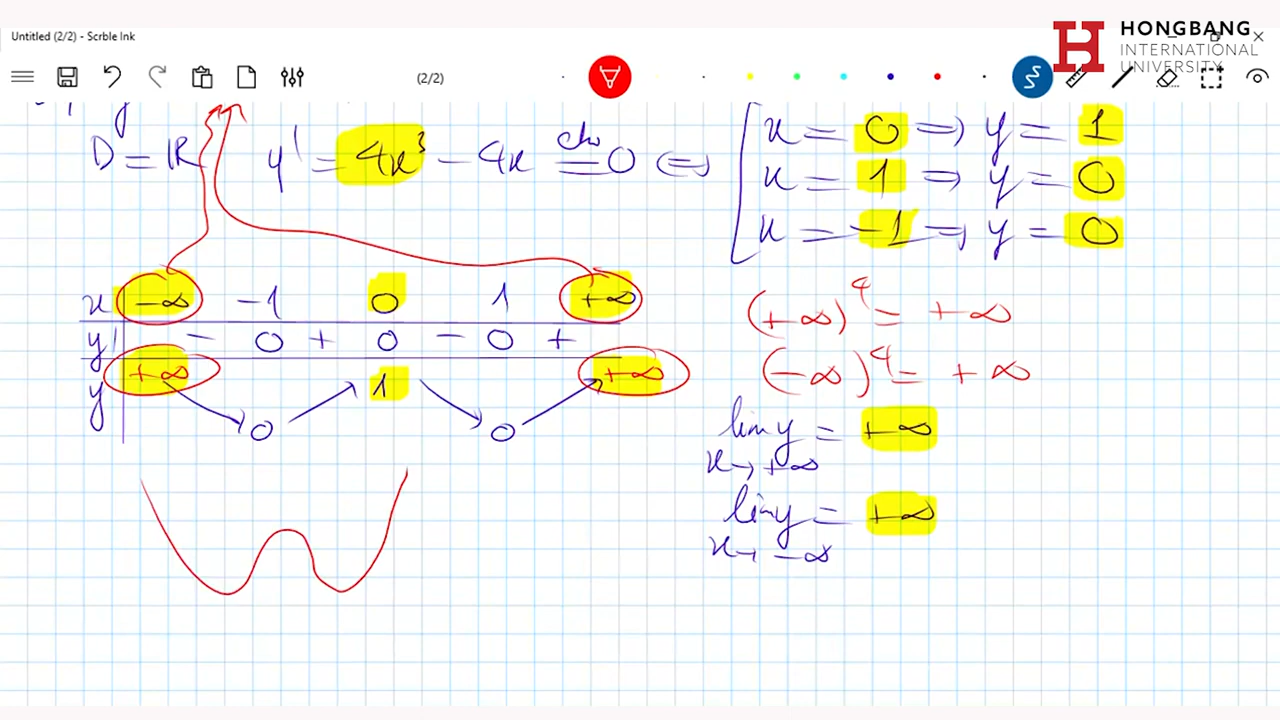 Untitled (2/2) - Scrble Ink
HONGBANG
INTERNATIONAL
UNIVERSITY
(2/2)
D = ℝ y' = 4x³ - 4x = 0 ⇔
x = 0 ⇒ y = 1
x = 1 ⇒ y = 0
x = -1 ⇒ y = 0
x -∞ -1 0 1 +∞
y' - 0 + 0 - 0 +
y +∞ 0 1 0 +∞
(+∞)⁴ = +∞
(-∞)⁴ = +∞
lim y = +∞
x→ +∞
lim y = +∞
x→ -∞